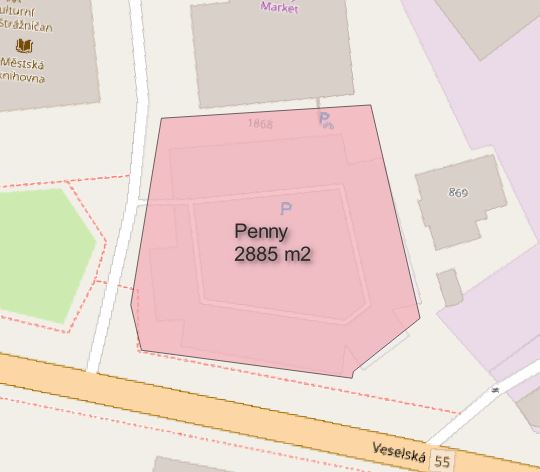 ulturní
Strážničan
Městská
knihovna
Market
1868
P
P
869
Penny
2885 m2
Veselská
55